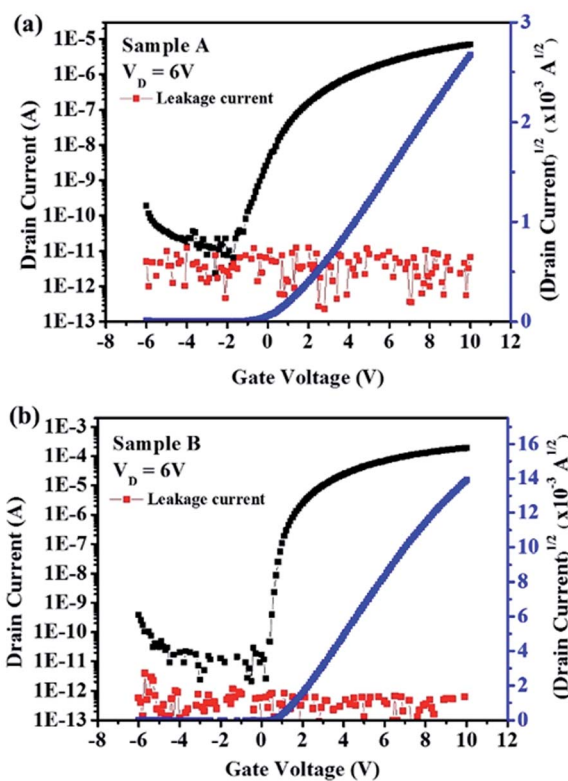 (a)
Sample A
V_D = 6V
Leakage current
Drain Current (A)
1E-5
1E-6
1E-7
1E-8
1E-9
1E-10
1E-11
1E-12
1E-13
(Drain Current)^1/2 (x10^-3 A^1/2)
3
2
1
0
-8 -6 -4 -2 0 2 4 6 8 10 12
Gate Voltage (V)
(b)
Sample B
V_D = 6V
Leakage current
Drain Current (A)
1E-3
1E-4
1E-5
1E-6
1E-7
1E-8
1E-9
1E-10
1E-11
1E-12
1E-13
(Drain Current)^1/2 (x10^-3 A^1/2)
16
14
12
10
8
6
4
2
0
-8 -6 -4 -2 0 2 4 6 8 10 12
Gate Voltage (V)